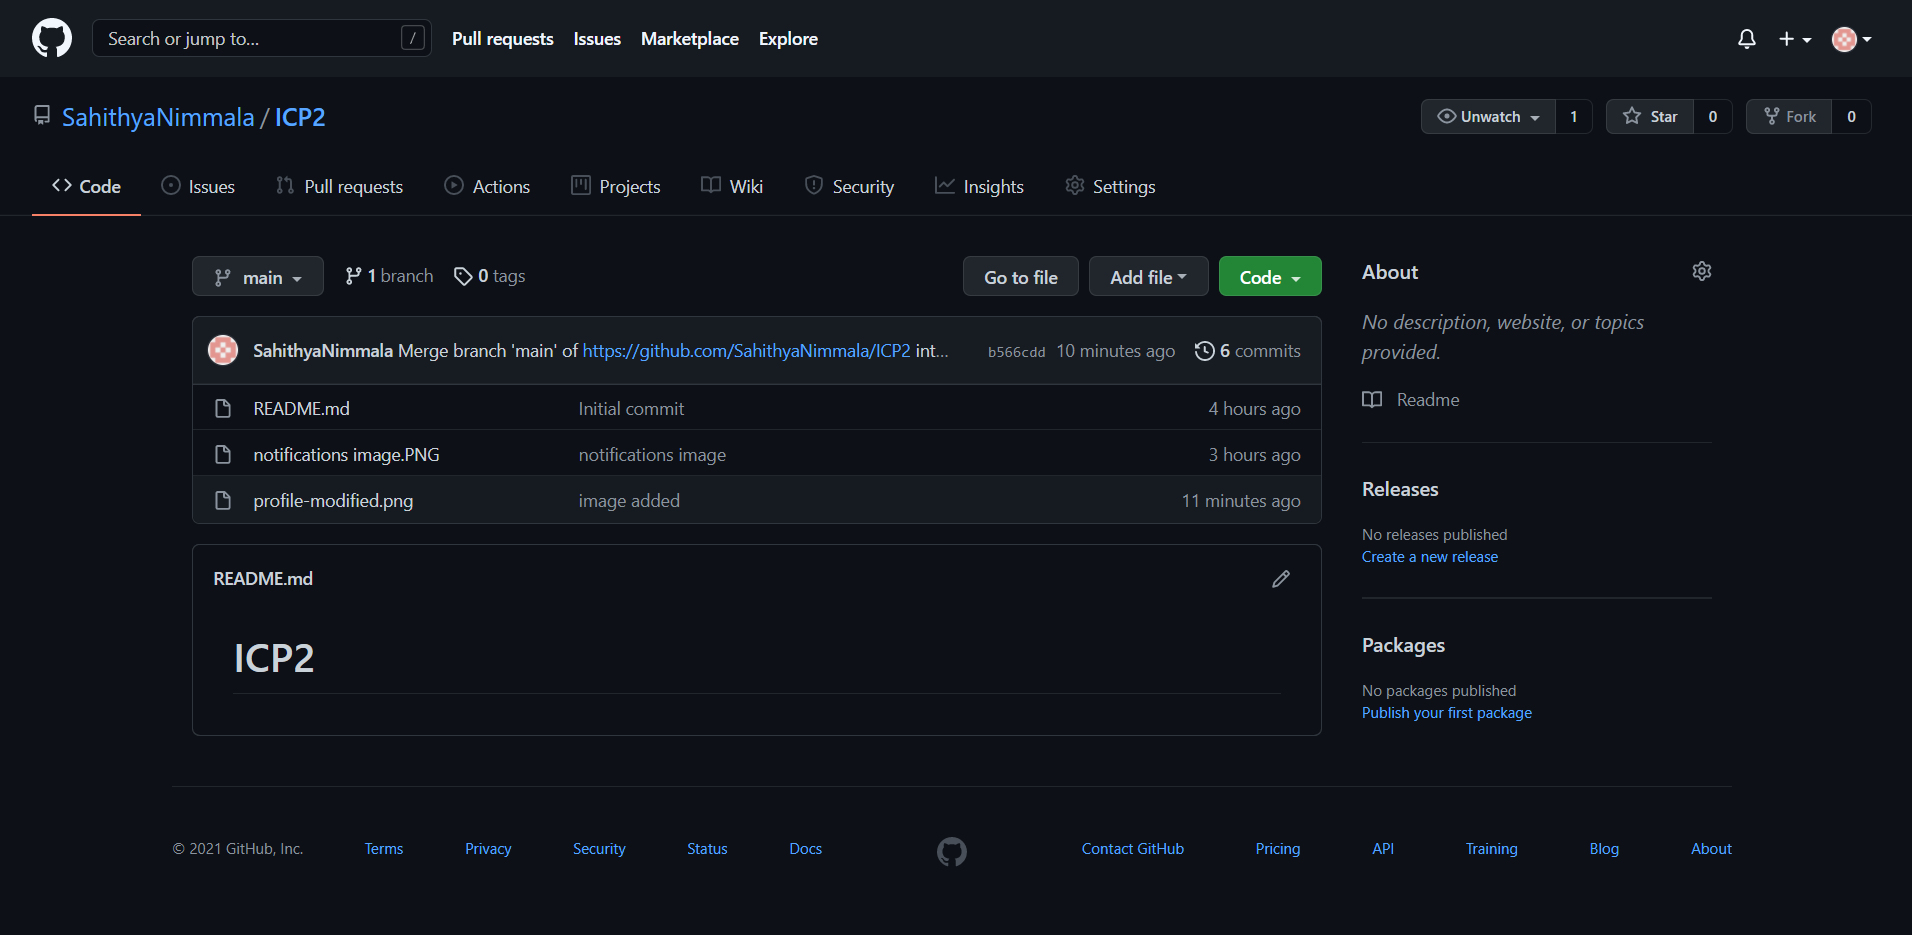 Search or jump to... / Pull requests Issues Marketplace Explore
SahithyaNimmala / ICP2 Unwatch 1 Star 0 Fork 0
Code Issues Pull requests Actions Projects Wiki Security Insights Settings
main 1 branch 0 tags Go to file Add file Code
SahithyaNimmala Merge branch 'main' of https://github.com/SahithyaNimmala/ICP2 int... b566cdd 10 minutes ago 6 commits
README.md Initial commit 4 hours ago
notifications image.PNG notifications image 3 hours ago
profile-modified.png image added 11 minutes ago
README.md
ICP2
About
No description, website, or topics
provided.
Readme
Releases
No releases published
Create a new release
Packages
No packages published
Publish your first package
© 2021 GitHub, Inc. Terms Privacy Security Status Docs Contact GitHub Pricing API Training Blog About